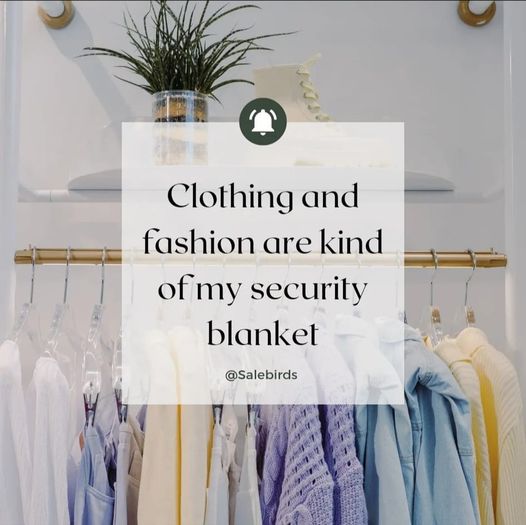 Clothing and
fashion are kind
of my security
blanket
@Salebirds